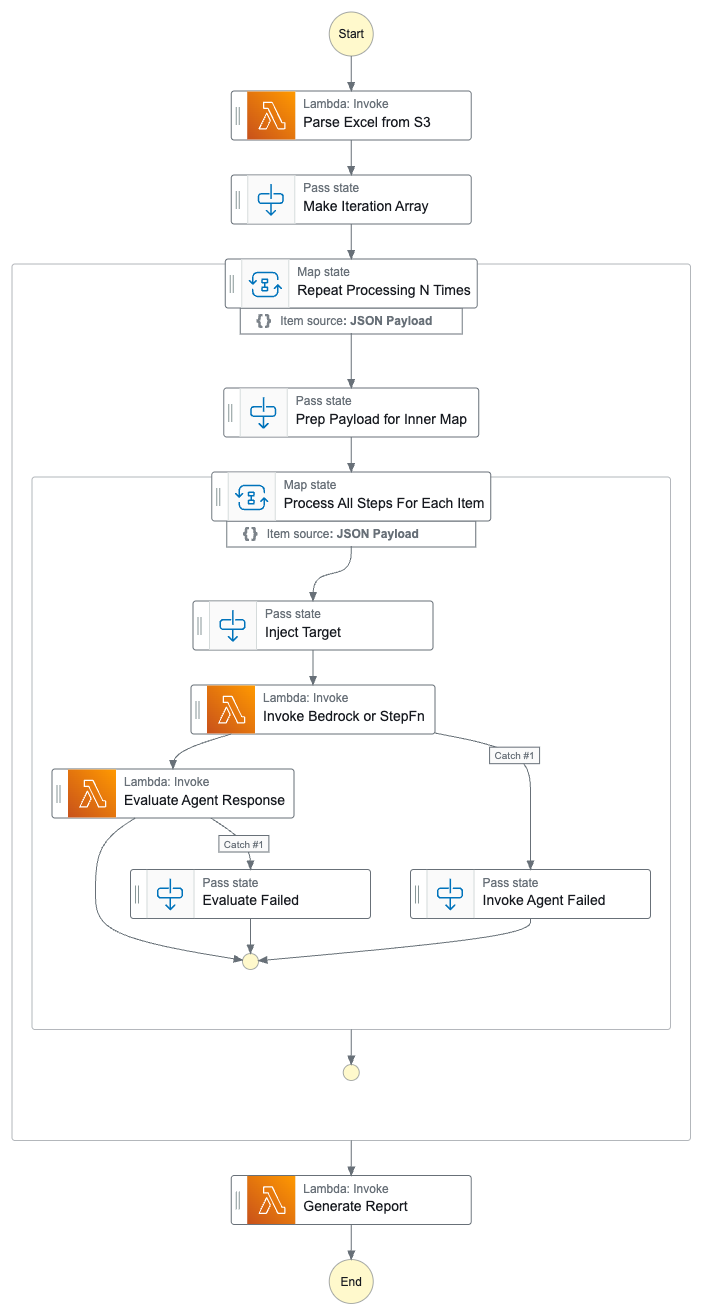 Start
Lambda: Invoke
Parse Excel from S3
Pass state
Make Iteration Array
Map state
Repeat Processing N Times
{} Item source: JSON Payload
Pass state
Prep Payload for Inner Map
Map state
Process All Steps For Each Item
{} Item source: JSON Payload
Pass state
Inject Target
Lambda: Invoke
Invoke Bedrock or StepFn
Catch #1
Lambda: Invoke
Evaluate Agent Response
Catch #1
Pass state
Evaluate Failed
Pass state
Invoke Agent Failed
Lambda: Invoke
Generate Report
End